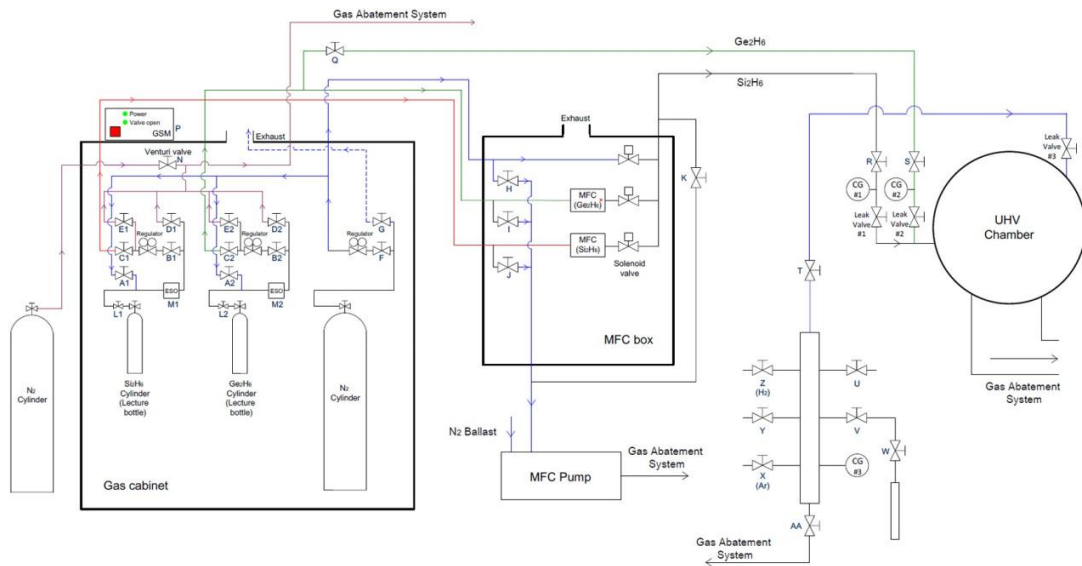 Gas Abatement System
Q
Ge2H6
Si2H6
Power
Valve open
GSM
P
Exhaust
Venturi valve
N
Exhaust
H
K
I
MFC
(Ge2H6)
MFC
(Si2H6)
J
Solenoid
valve
MFC box
E1
D1
Regulator
C1
B1
A1
ESO
L1
M1
E2
D2
Regulator
C2
B2
A2
ESO
L2
M2
G
Regulator
F
N2
Cylinder
Si2H6
Cylinder
(Lecture
bottle)
Ge2H6
Cylinder
(Lecture
bottle)
N2
Cylinder
Gas cabinet
N2 Ballast
MFC Pump
Gas Abatement
System
R
S
CG
#1
CG
#2
Leak
Valve
#1
Leak
Valve
#2
Leak
Valve
#3
UHV
Chamber
T
Gas Abatement
System
Z
(H2)
U
Y
V
W
X
(Ar)
CG
#3
AA
Gas Abatement
System